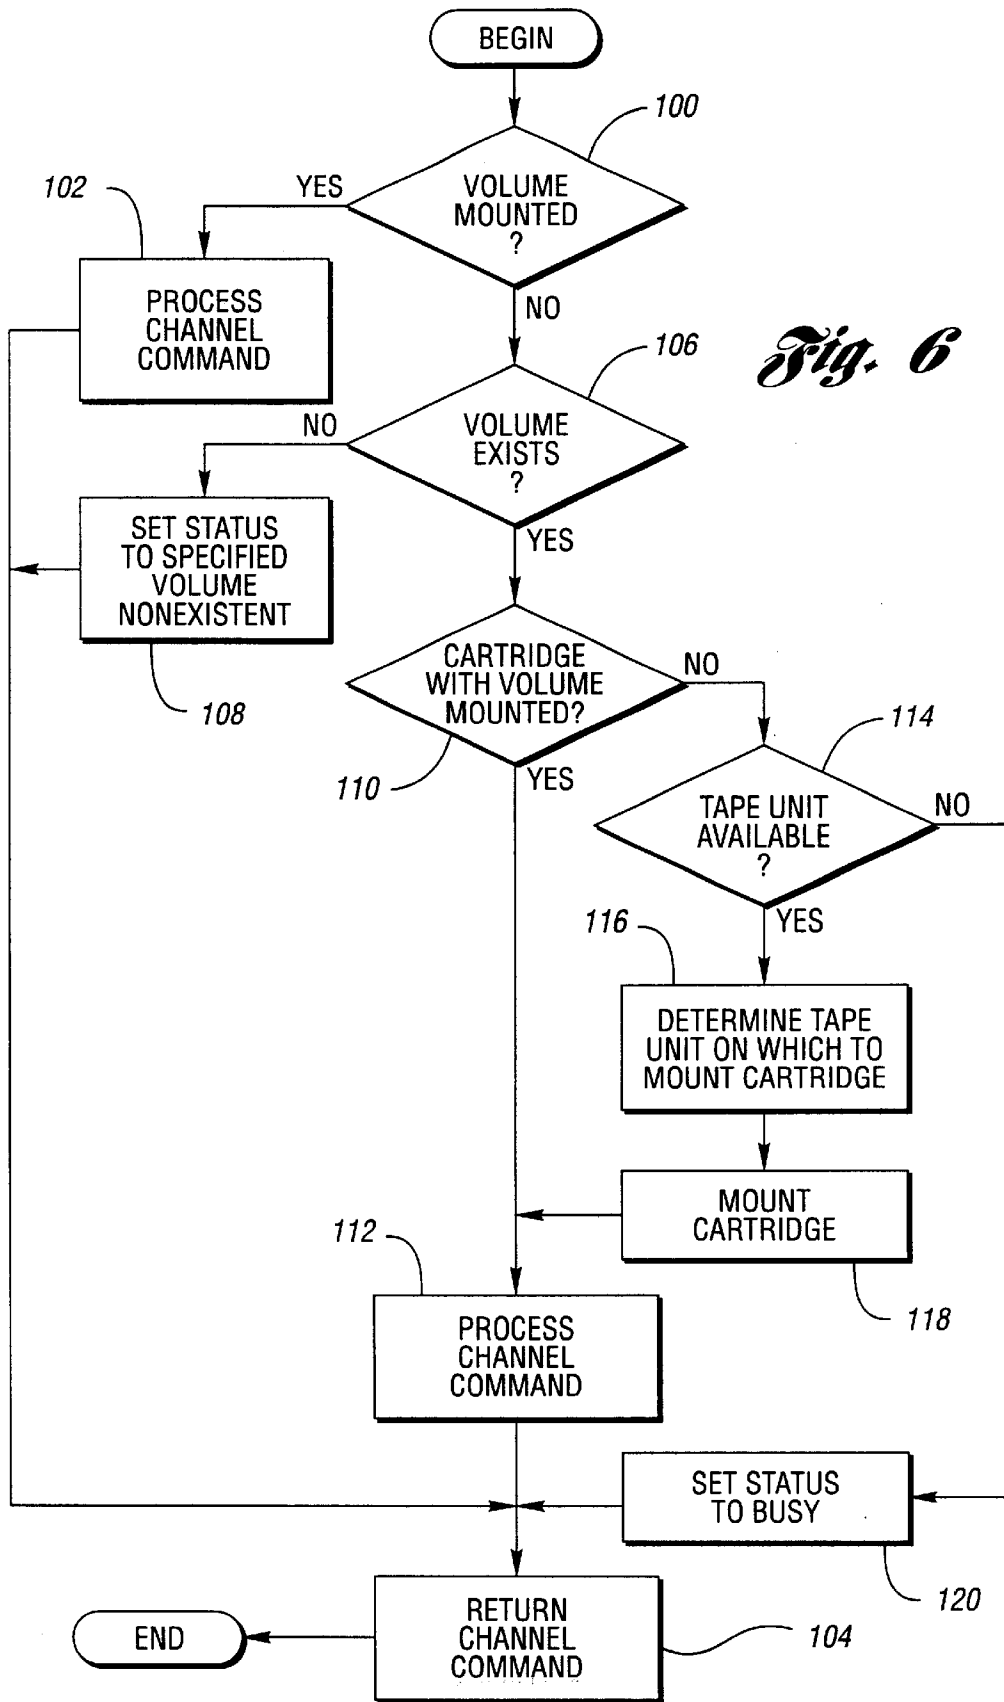 BEGIN
100
YES
VOLUME
MOUNTED
?
102
PROCESS
CHANNEL
COMMAND
NO
106
Fig. 6
NO
VOLUME
EXISTS
?
YES
SET STATUS
TO SPECIFIED
VOLUME
NONEXISTENT
108
CARTRIDGE
WITH VOLUME
MOUNTED?
NO
110
YES
114
TAPE UNIT
AVAILABLE
?
NO
YES
116
DETERMINE TAPE
UNIT ON WHICH TO
MOUNT CARTRIDGE
MOUNT
CARTRIDGE
118
112
PROCESS
CHANNEL
COMMAND
SET STATUS
TO BUSY
120
RETURN
CHANNEL
COMMAND
104
END